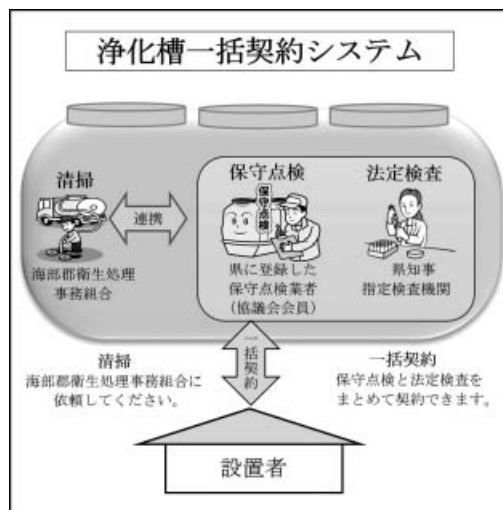 浄化槽一括契約システム
清掃
連携
海部郡衛生処理
事務組合
保守点検
保守点検
県に登録した
保守点検業者
(協議会会員)
法定検査
県知事
指定検査機関
一括契約
清掃
海部郡衛生処理事務組合に
依頼してください。
一括契約
保守点検と法定検査を
まとめて契約できます。
設置者